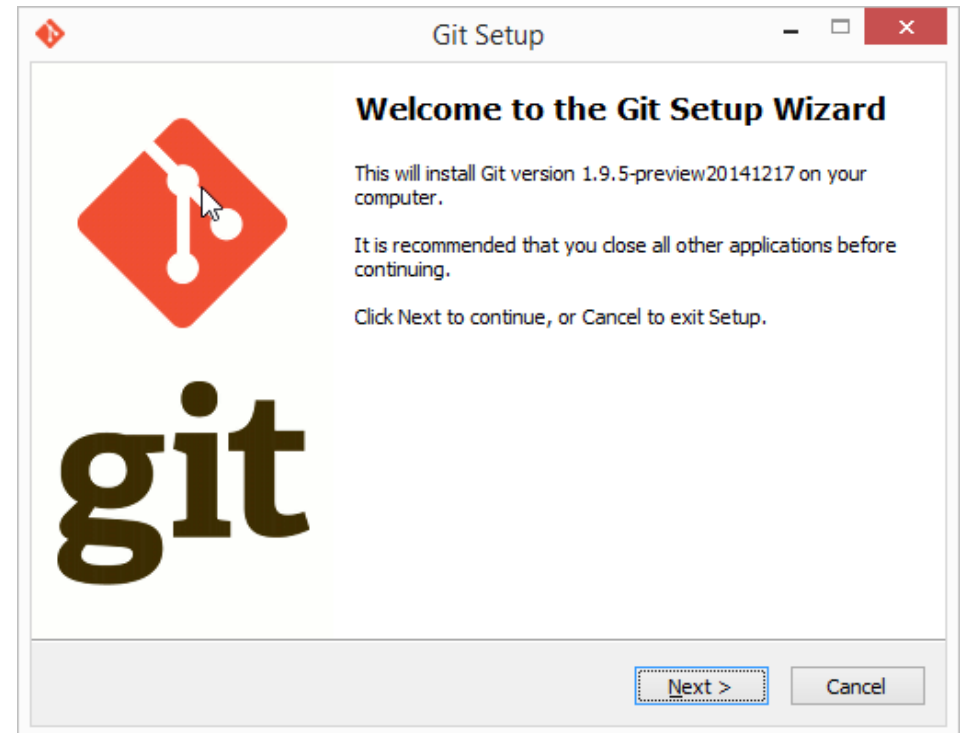 Git Setup
Welcome to the Git Setup Wizard
This will install Git version 1.9.5-preview20141217 on your
computer.
It is recommended that you close all other applications before
continuing.
Click Next to continue, or Cancel to exit Setup.
git
Next >
Cancel